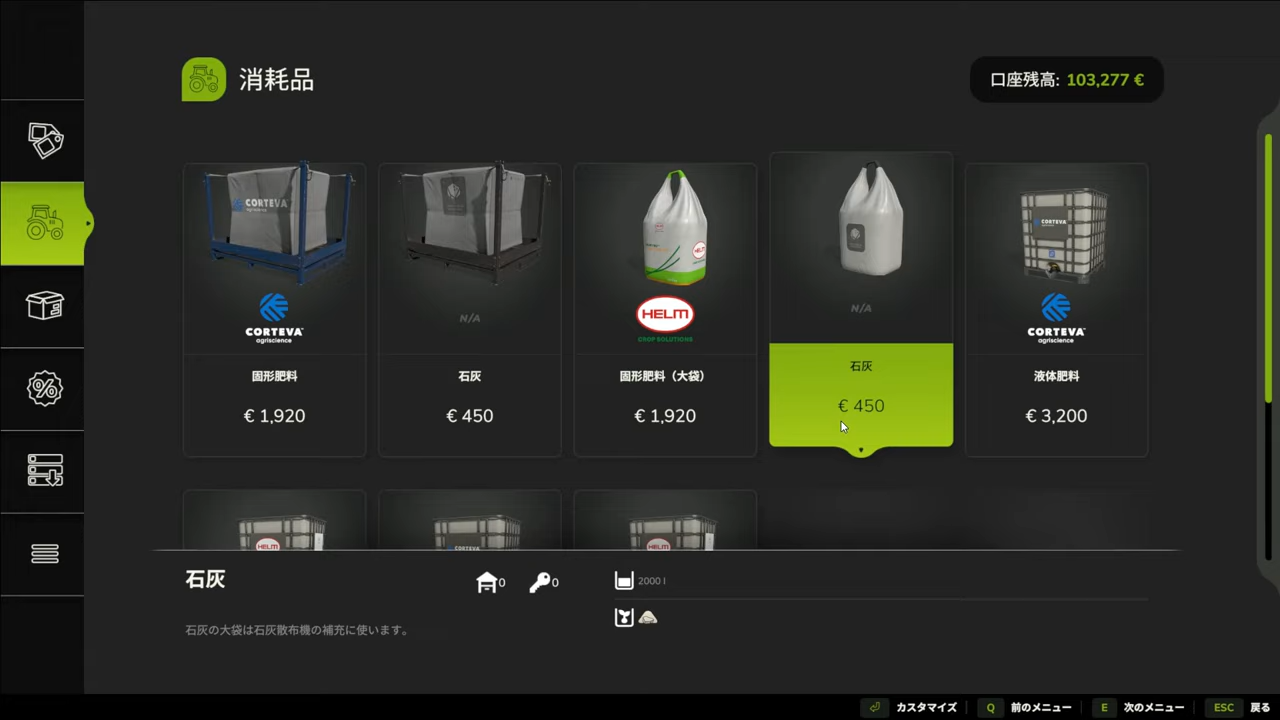 消耗品
口座残高: 103,277 €
CORTEVA
agriscience
HELM
CORTEVA
CORTEVA
agriscience
N/A
HELM
CROP SOLUTIONS
N/A
CORTEVA
agriscience
固形肥料
石灰
固形肥料（大袋）
石灰
液体肥料
€ 1,920
€ 450
€ 1,920
€ 450
€ 3,200
HELM
CORTEVA
HELM
石灰
0
0
2000 l
石灰の大袋は石灰散布機の補充に使います。
カスタマイズ
Q
前のメニュー
E
次のメニュー
ESC
戻る